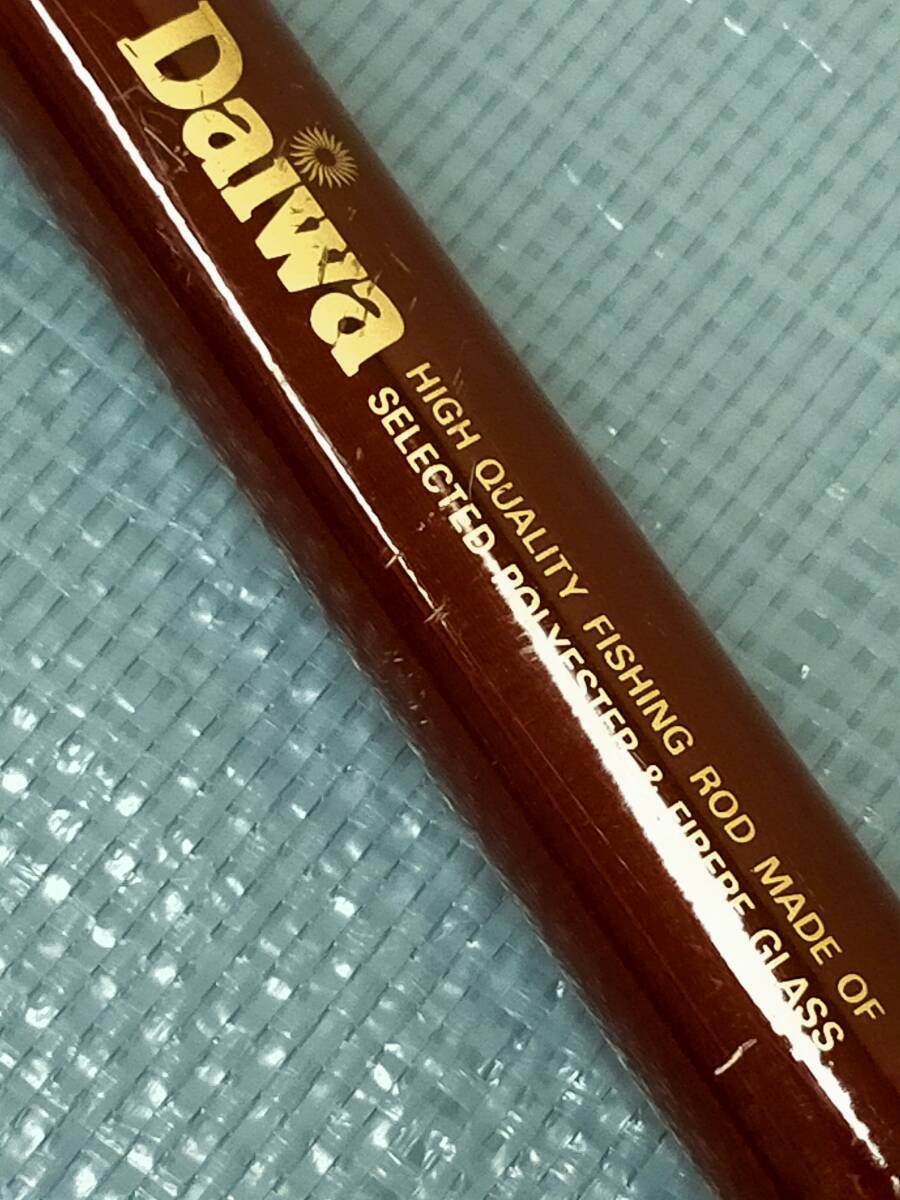 Daiwa
HIGH QUALITY FISHING ROD MADE OF
SELECTED POLYESTER & FIBERE GLASS